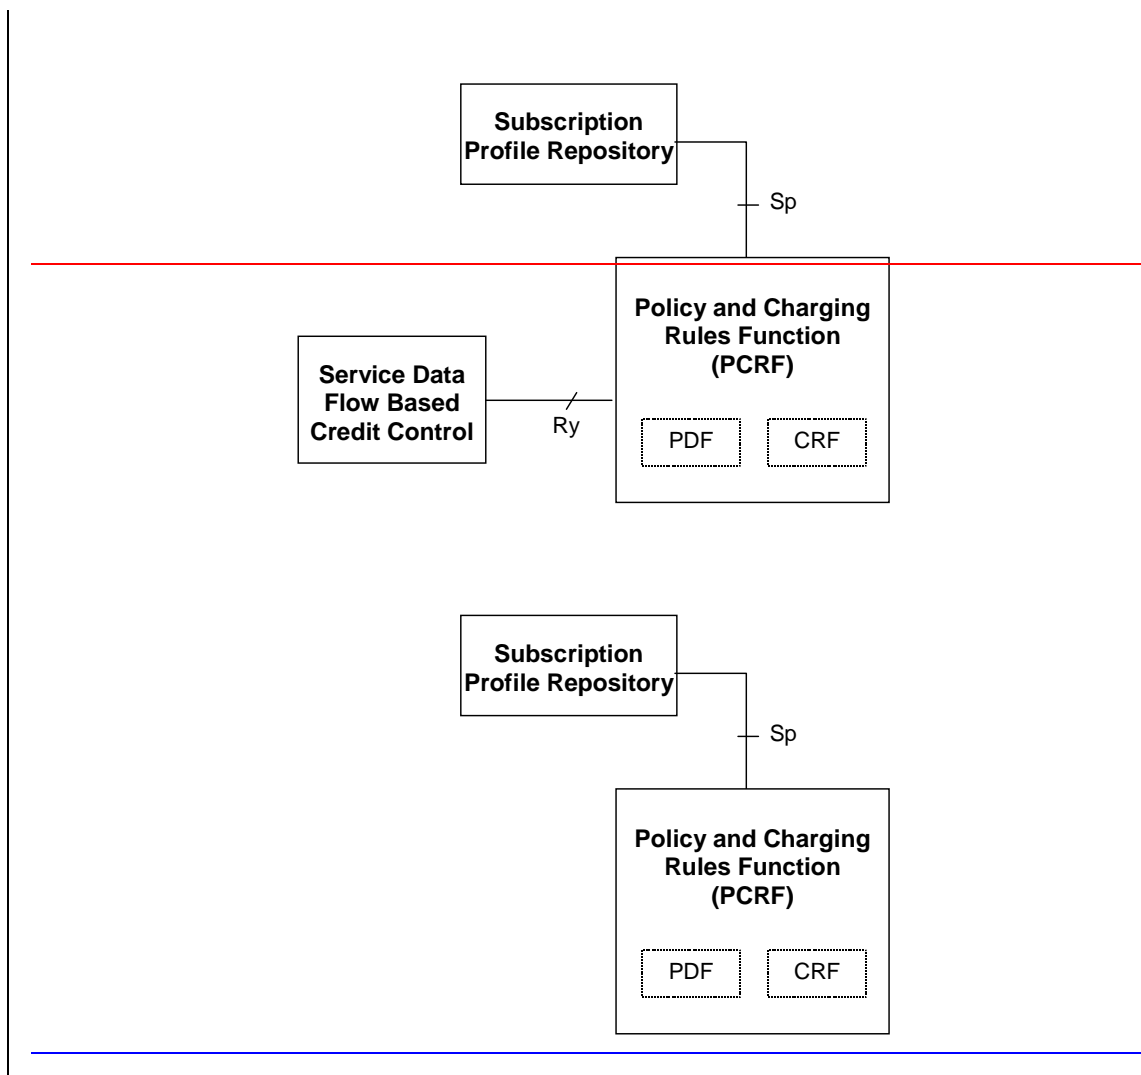 Subscription
Profile Repository
Sp
Policy and Charging
Rules Function
(PCRF)
Service Data
Flow Based
Credit Control
Ry
PDF
CRF
Subscription
Profile Repository
Sp
Policy and Charging
Rules Function
(PCRF)
PDF
CRF